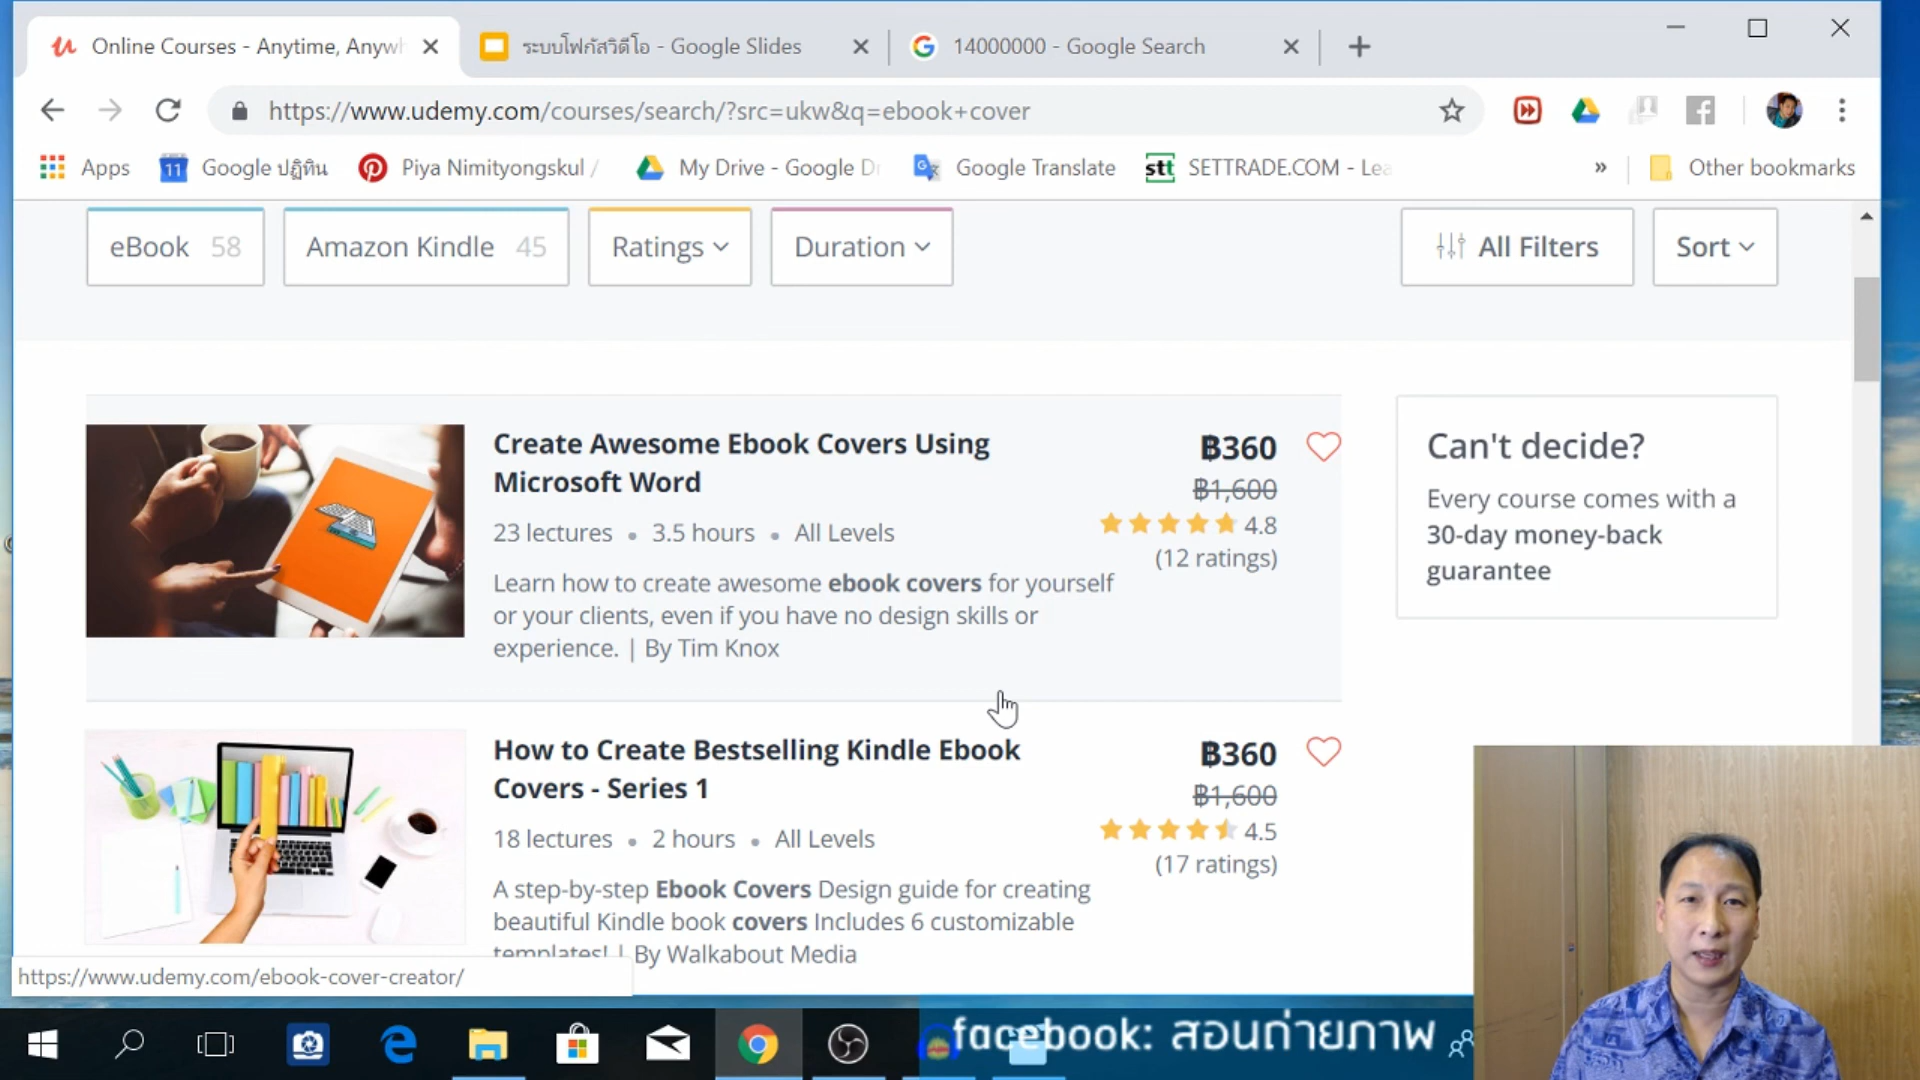 Online Courses - Anytime, Anywh
ระบบโฟกัสวิดีโอ - Google Slides
14000000 - Google Search
https://www.udemy.com/courses/search/?src=ukw&q=ebook+cover
Apps
11
Google ปฏิทิน
Piya Nimityongskul /
My Drive - Google D
Google Translate
stt
SETTRADE.COM - Lea
»
Other bookmarks
eBook 58
Amazon Kindle 45
Ratings
Duration
All Filters
Sort
Create Awesome Ebook Covers Using
Microsoft Word
23 lectures • 3.5 hours • All Levels
Learn how to create awesome ebook covers for yourself
or your clients, even if you have no design skills or
experience. | By Tim Knox
฿360
฿1,600
4.8
(12 ratings)
Can't decide?
Every course comes with a
30-day money-back
guarantee
How to Create Bestselling Kindle Ebook
Covers - Series 1
18 lectures • 2 hours • All Levels
A step-by-step Ebook Covers Design guide for creating
beautiful Kindle book covers Includes 6 customizable
templates! | By Walkabout Media
฿360
฿1,600
4.5
(17 ratings)
https://www.udemy.com/ebook-cover-creator/
facebook: สอนถ่ายภาพ